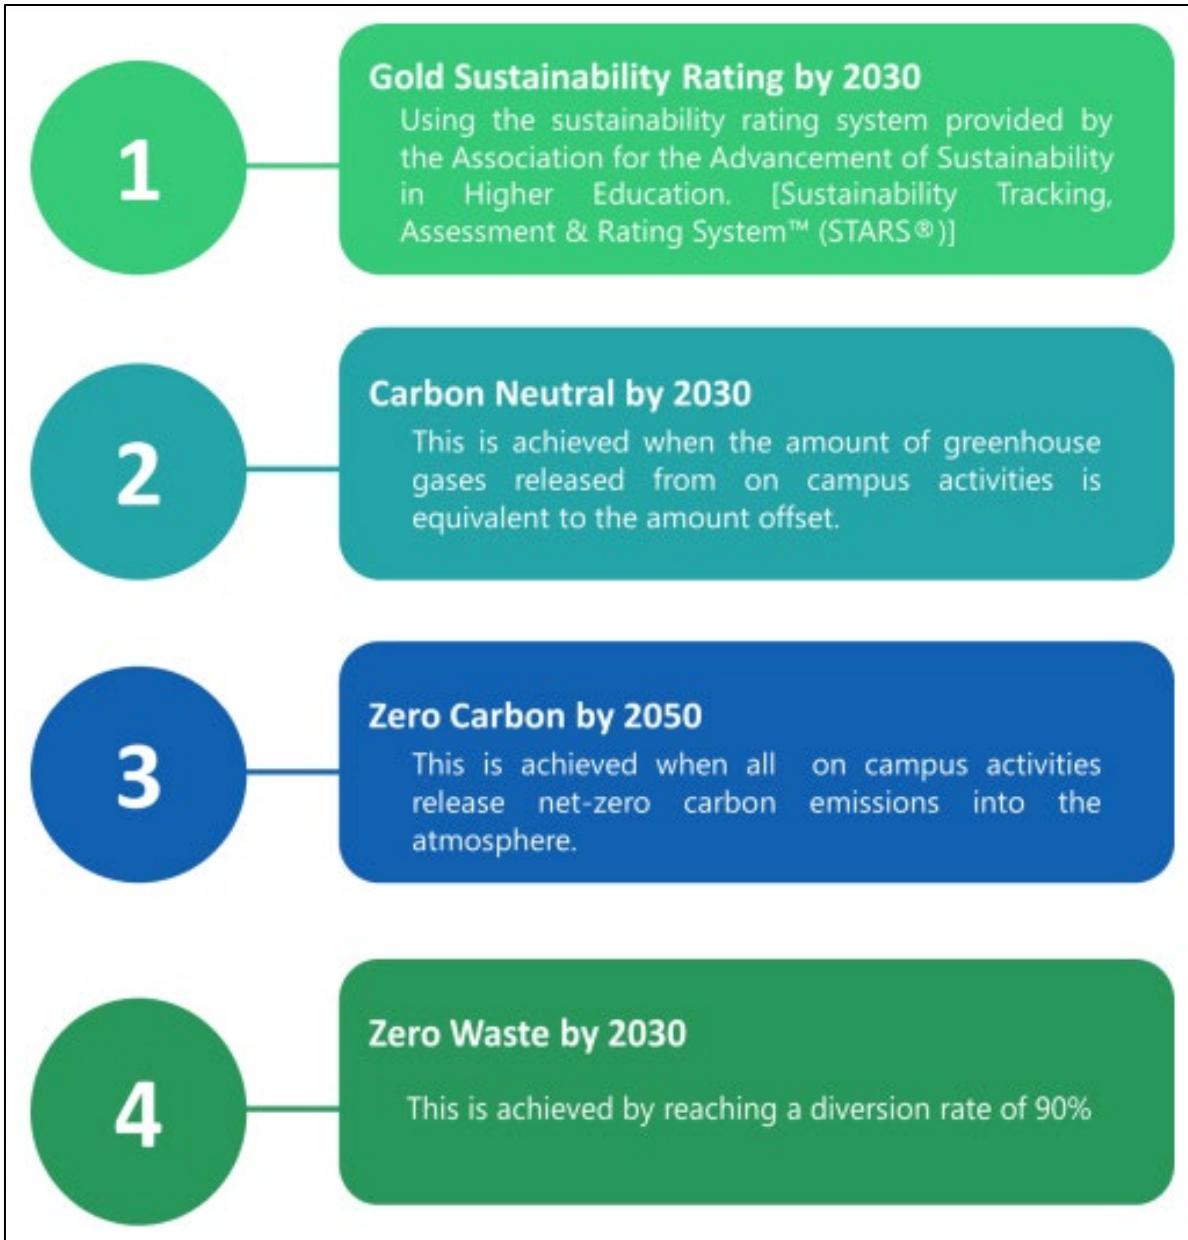 1
Gold Sustainability Rating by 2030
Using the sustainability rating system provided by
the Association for the Advancement of Sustainability
in Higher Education. [Sustainability Tracking,
Assessment & Rating System™ (STARS®)]
2
Carbon Neutral by 2030
This is achieved when the amount of greenhouse
gases released from on campus activities is
equivalent to the amount offset.
3
Zero Carbon by 2050
This is achieved when all on campus activities
release net-zero carbon emissions into the
atmosphere.
4
Zero Waste by 2030
This is achieved by reaching a diversion rate of 90%